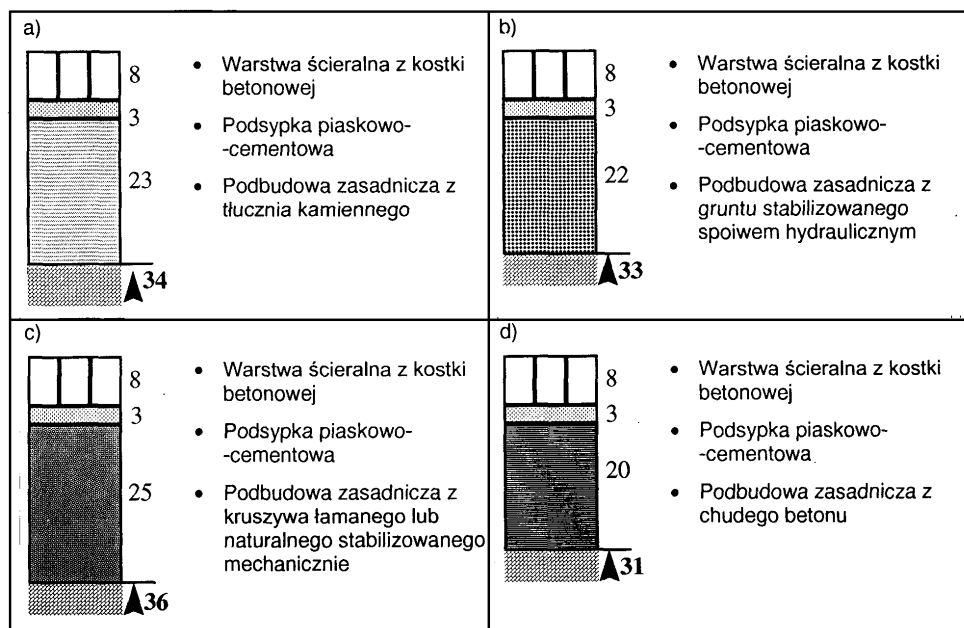 a)
8
3
23
34
• Warstwa ścieralna z kostki
betonowej
• Podsypka piaskowo-
-cementowa
• Podbudowa zasadnicza z
tłucznia kamiennego
b)
8
3
22
33
• Warstwa ścieralna z kostki
betonowej
• Podsypka piaskowo-
-cementowa
• Podbudowa zasadnicza z
gruntu stabilizowanego
spoiwem hydraulicznym
c)
8
3
25
36
• Warstwa ścieralna z kostki
betonowej
• Podsypka piaskowo-
-cementowa
• Podbudowa zasadnicza z
kruszywa łamanego lub
naturalnego stabilizowanego
mechanicznie
d)
8
3
20
31
• Warstwa ścieralna z kostki
betonowej
• Podsypka piaskowo-
-cementowa
• Podbudowa zasadnicza z
chudego betonu